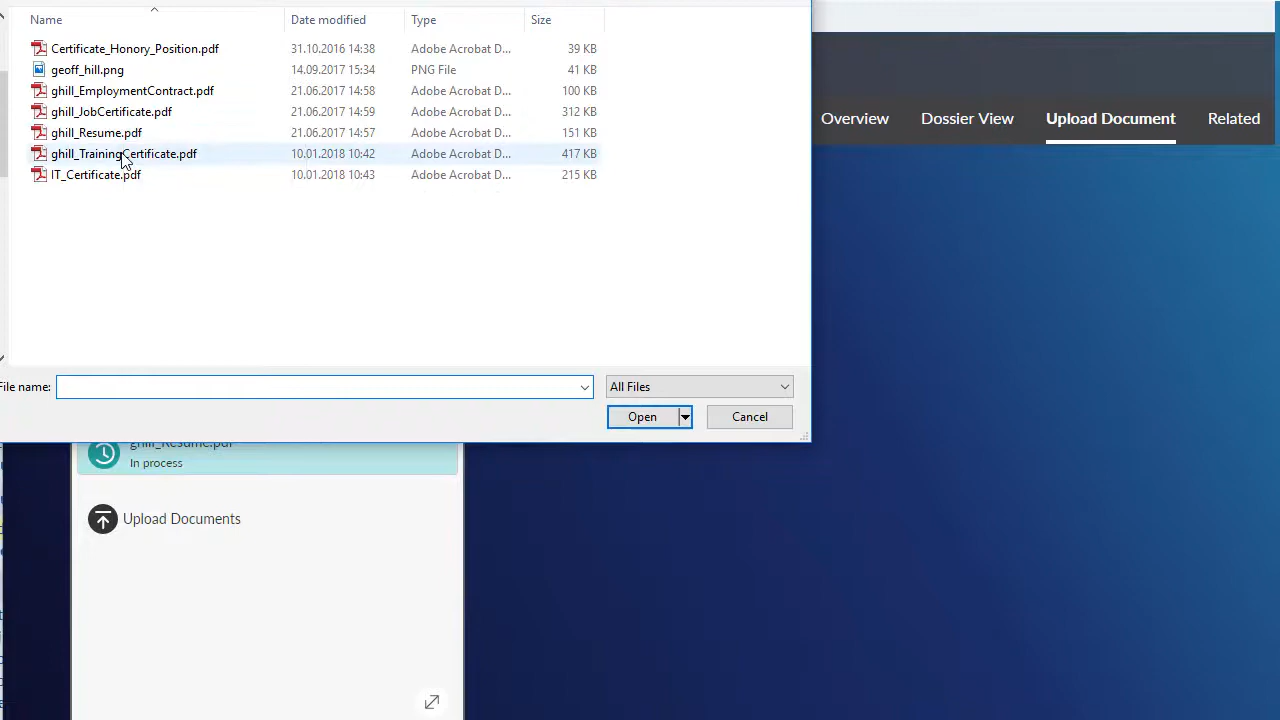 Name Date modified Type Size
Certificate_Honory_Position.pdf 31.10.2016 14:38 Adobe Acrobat D... 39 KB
geoff_hill.png 14.09.2017 15:34 PNG File 41 KB
ghill_EmploymentContract.pdf 21.06.2017 14:58 Adobe Acrobat D... 100 KB
ghill_JobCertificate.pdf 21.06.2017 14:59 Adobe Acrobat D... 312 KB
ghill_Resume.pdf 21.06.2017 14:57 Adobe Acrobat D... 151 KB
ghill_TrainingCertificate.pdf 10.01.2018 10:42 Adobe Acrobat D... 417 KB
IT_Certificate.pdf 10.01.2018 10:43 Adobe Acrobat D... 215 KB
Overview Upload Document Dossier View Related
File name: All Files
Open Cancel
ghill_Resume.pdf
In process
Upload Documents